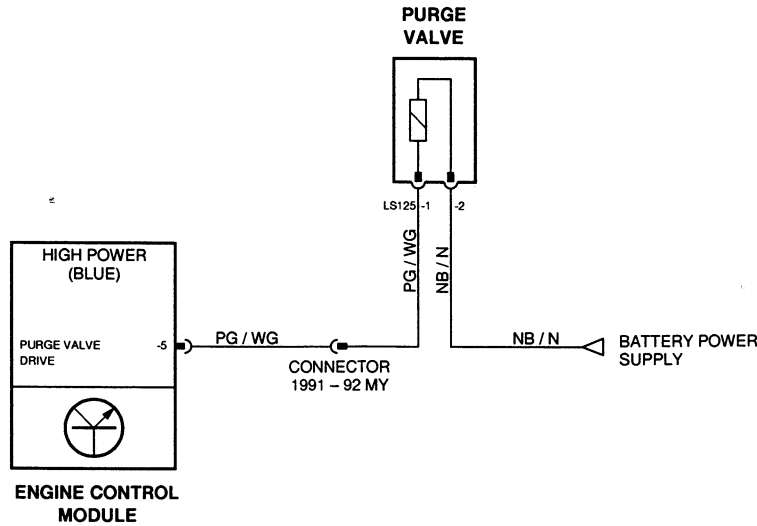 PURGE
VALVE
LS125 -1 -2
PG / WG
NB / N
HIGH POWER
(BLUE)
PURGE VALVE
DRIVE
-5
PG / WG
CONNECTOR
1991 – 92 MY
NB / N
BATTERY POWER
SUPPLY
ENGINE CONTROL
MODULE